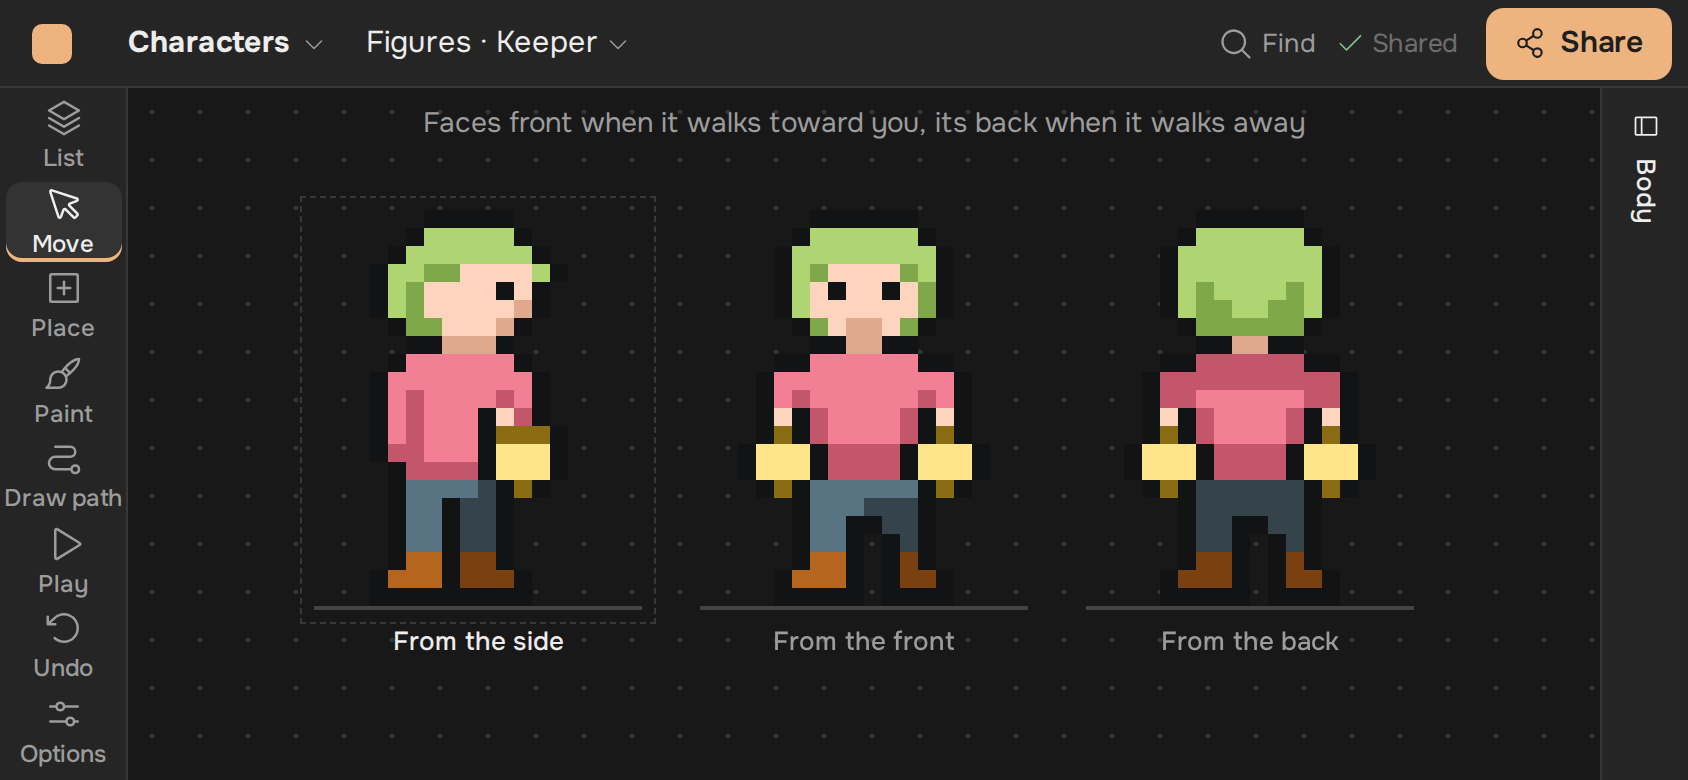 Characters
Figures · Keeper
Find
Shared
Share
List
Move
Place
Paint
Draw path
Play
Undo
Options
Faces front when it walks toward you, its back when it walks away
From the side
From the front
From the back
Body